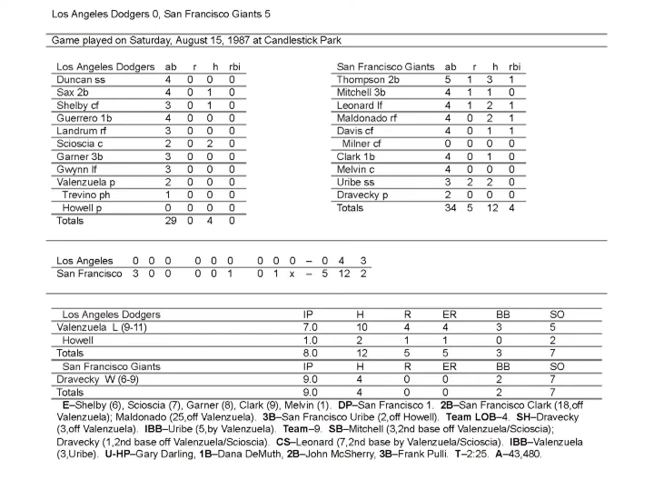 Los Angeles Dodgers 0, San Francisco Giants 5
Game played on Saturday, August 15, 1987 at Candlestick Park
Los Angeles Dodgers ab r h rbi
Duncan ss 4 0 0 0
Sax 2b 4 0 1 0
Shelby cf 3 0 1 0
Guerrero 1b 4 0 0 0
Landrum rf 3 0 0 0
Scioscia c 2 0 2 0
Garner 3b 3 0 0 0
Gwynn lf 3 0 0 0
Valenzuela p 2 0 0 0
Trevino ph 1 0 0 0
Howell p 0 0 0 0
Totals 29 0 4 0
San Francisco Giants ab r h rbi
Thompson 2b 5 1 3 1
Mitchell 3b 4 1 1 0
Leonard lf 4 1 2 1
Maldonado rf 4 0 2 1
Davis cf 4 0 1 1
Milner cf 0 0 0 0
Clark 1b 4 0 1 0
Melvin c 4 0 0 0
Uribe ss 3 2 2 0
Dravecky p 2 0 0 0
Totals 34 5 12 4
Los Angeles 0 0 0 0 0 0 0 0 0 – 0 4 3
San Francisco 3 0 0 0 0 1 0 1 x – 5 12 2
Los Angeles Dodgers IP H R ER BB SO
Valenzuela L (9-11) 7.0 10 4 4 3 5
Howell 1.0 2 1 1 0 2
Totals 8.0 12 5 5 3 7
San Francisco Giants IP H R ER BB SO
Dravecky W (6-9) 9.0 4 0 0 2 7
Totals 9.0 4 0 0 2 7
E–Shelby (6), Scioscia (7), Garner (8), Clark (9), Melvin (1). DP–San Francisco 1. 2B–San Francisco Clark (18,off
Valenzuela); Maldonado (25,off Valenzuela). 3B–San Francisco Uribe (2,off Howell). Team LOB–4. SH–Dravecky
(3,off Valenzuela). IBB–Uribe (5,by Valenzuela). Team–9. SB–Mitchell (3,2nd base off Valenzuela/Scioscia);
Dravecky (1,2nd base off Valenzuela/Scioscia). CS–Leonard (7,2nd base by Valenzuela/Scioscia). IBB–Valenzuela
(3,Uribe). U-HP–Gary Darling, 1B–Dana DeMuth, 2B–John McSherry, 3B–Frank Pulli. T–2:25. A–43,480.